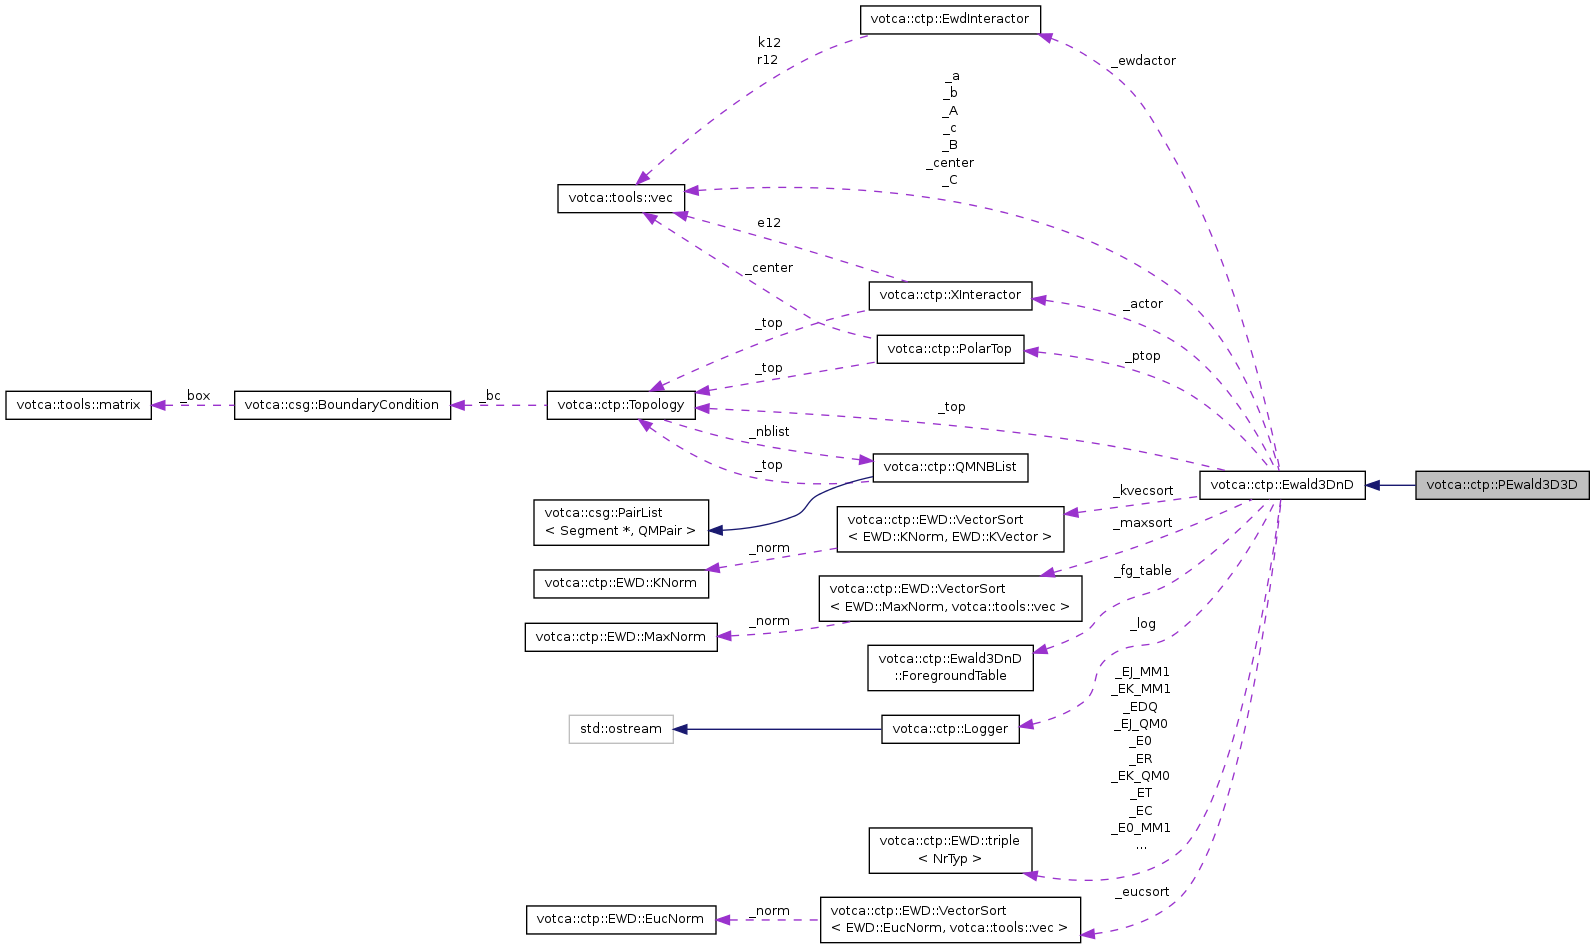 votca::ctp::EwdInteractor
k12
r12
_ewdactor
_a
_b
_A
_c
_B
_center
_C
votca::tools::vec
e12
_center
votca::ctp::XInteractor
_actor
_top
votca::ctp::PolarTop
_ptop
_top
votca::tools::matrix
_box
votca::csg::BoundaryCondition
_bc
votca::ctp::Topology
_top
_nblist
_top
votca::ctp::QMNBList
votca::ctp::Ewald3DnD
votca::ctp::PEwald3D3D
_kvecsort
votca::csg::PairList
< Segment *, QMPair >
votca::ctp::EWD::VectorSort
< EWD::KNorm, EWD::KVector >
_maxsort
_norm
votca::ctp::EWD::KNorm
_fg_table
votca::ctp::EWD::VectorSort
< EWD::MaxNorm, votca::tools::vec >
_norm
votca::ctp::EWD::MaxNorm
_log
votca::ctp::Ewald3DnD
::ForegroundTable
_EJ_MM1
_EK_MM1
_EDQ
_EJ_QM0
_E0
_ER
_EK_QM0
_ET
_EC
_E0_MM1
...
std::ostream
votca::ctp::Logger
votca::ctp::EWD::triple
< NrTyp >
_eucsort
votca::ctp::EWD::EucNorm
_norm
votca::ctp::EWD::VectorSort
< EWD::EucNorm, votca::tools::vec >